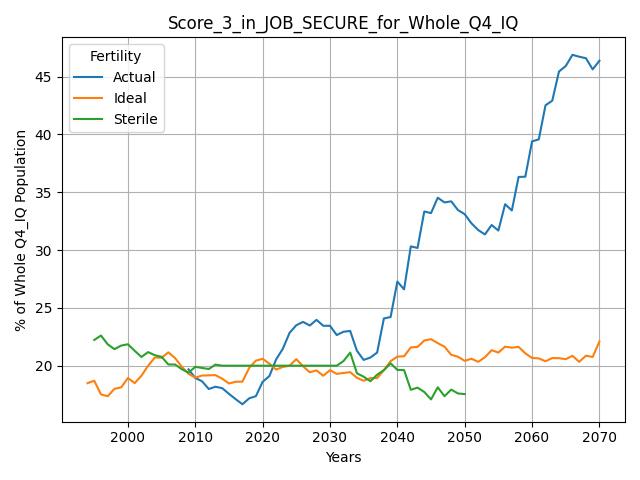 Score_3_in_JOB_SECURE_for_Whole_Q4_IQ
Fertility
Actual
Ideal
Sterile
% of Whole Q4_IQ Population
45
40
35
30
25
20
2000 2010 2020 2030 2040 2050 2060 2070
Years